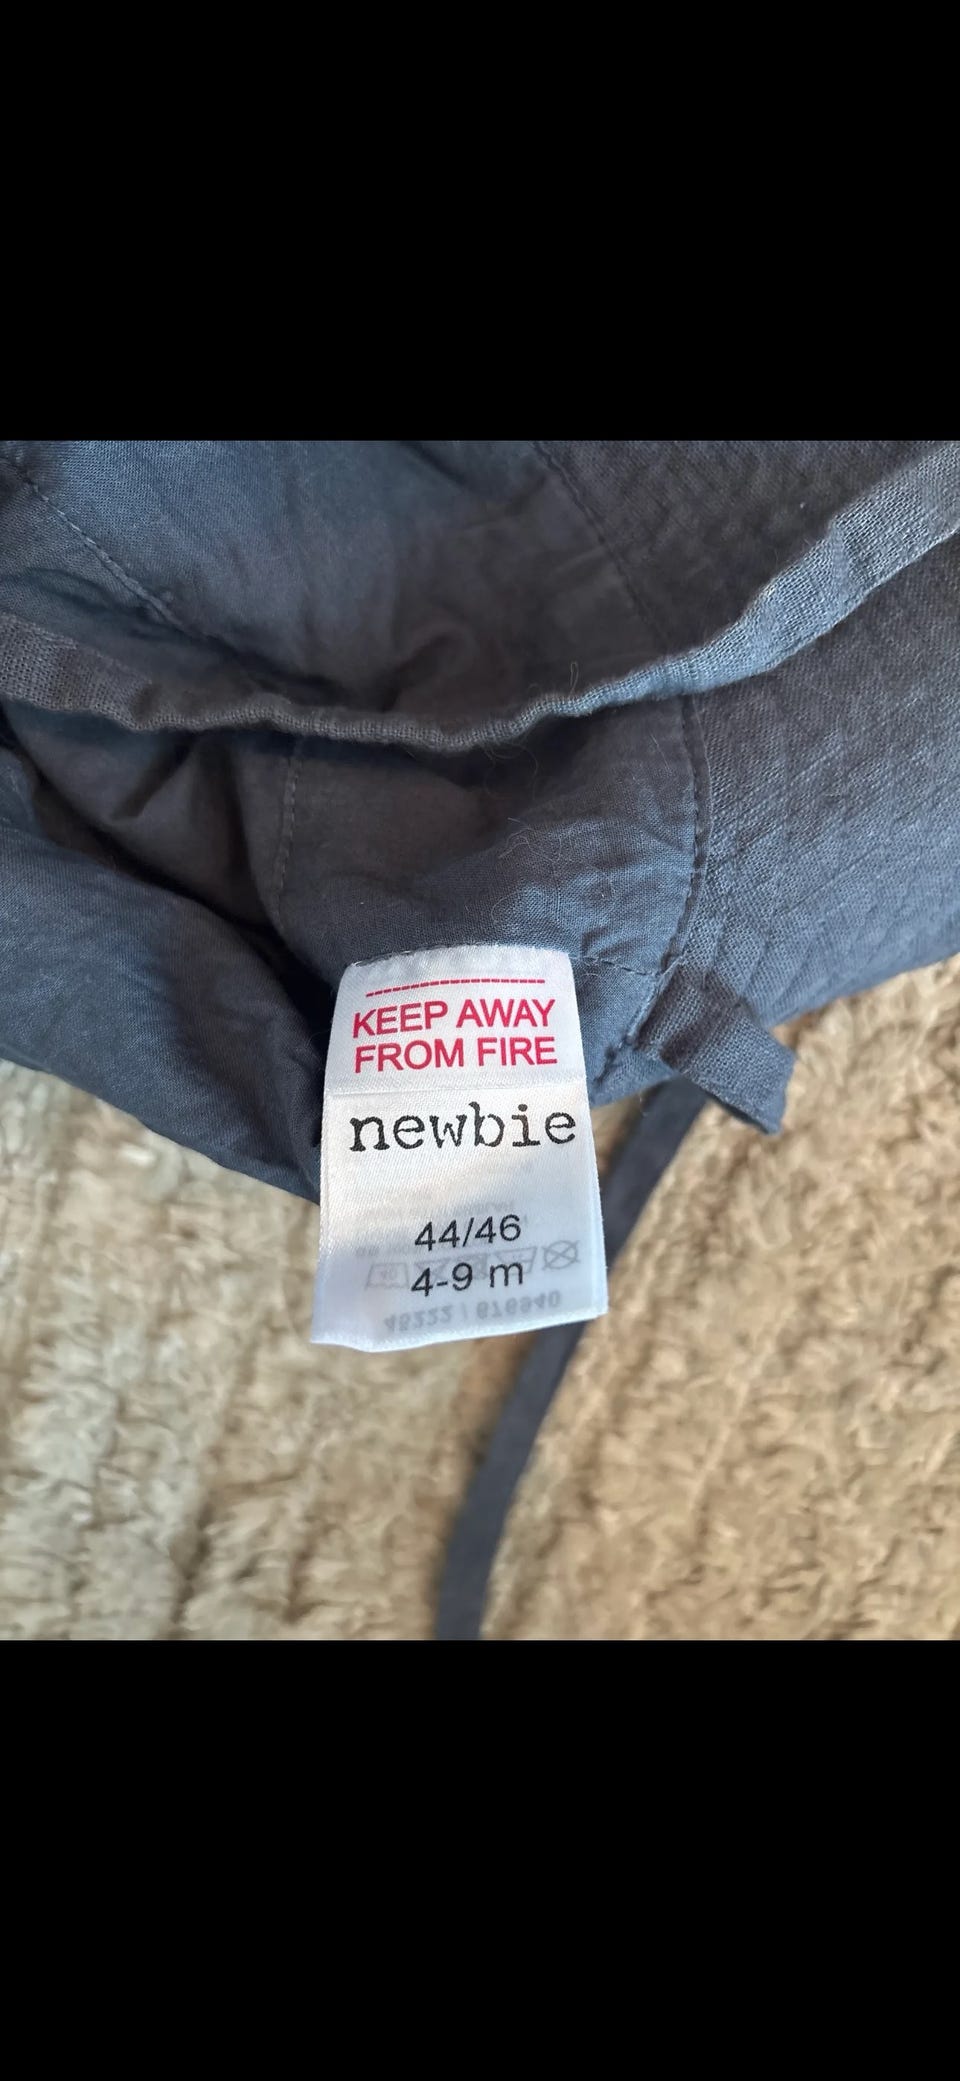 KEEP AWAY
FROM FIRE
newbie
44/46
4-9 m